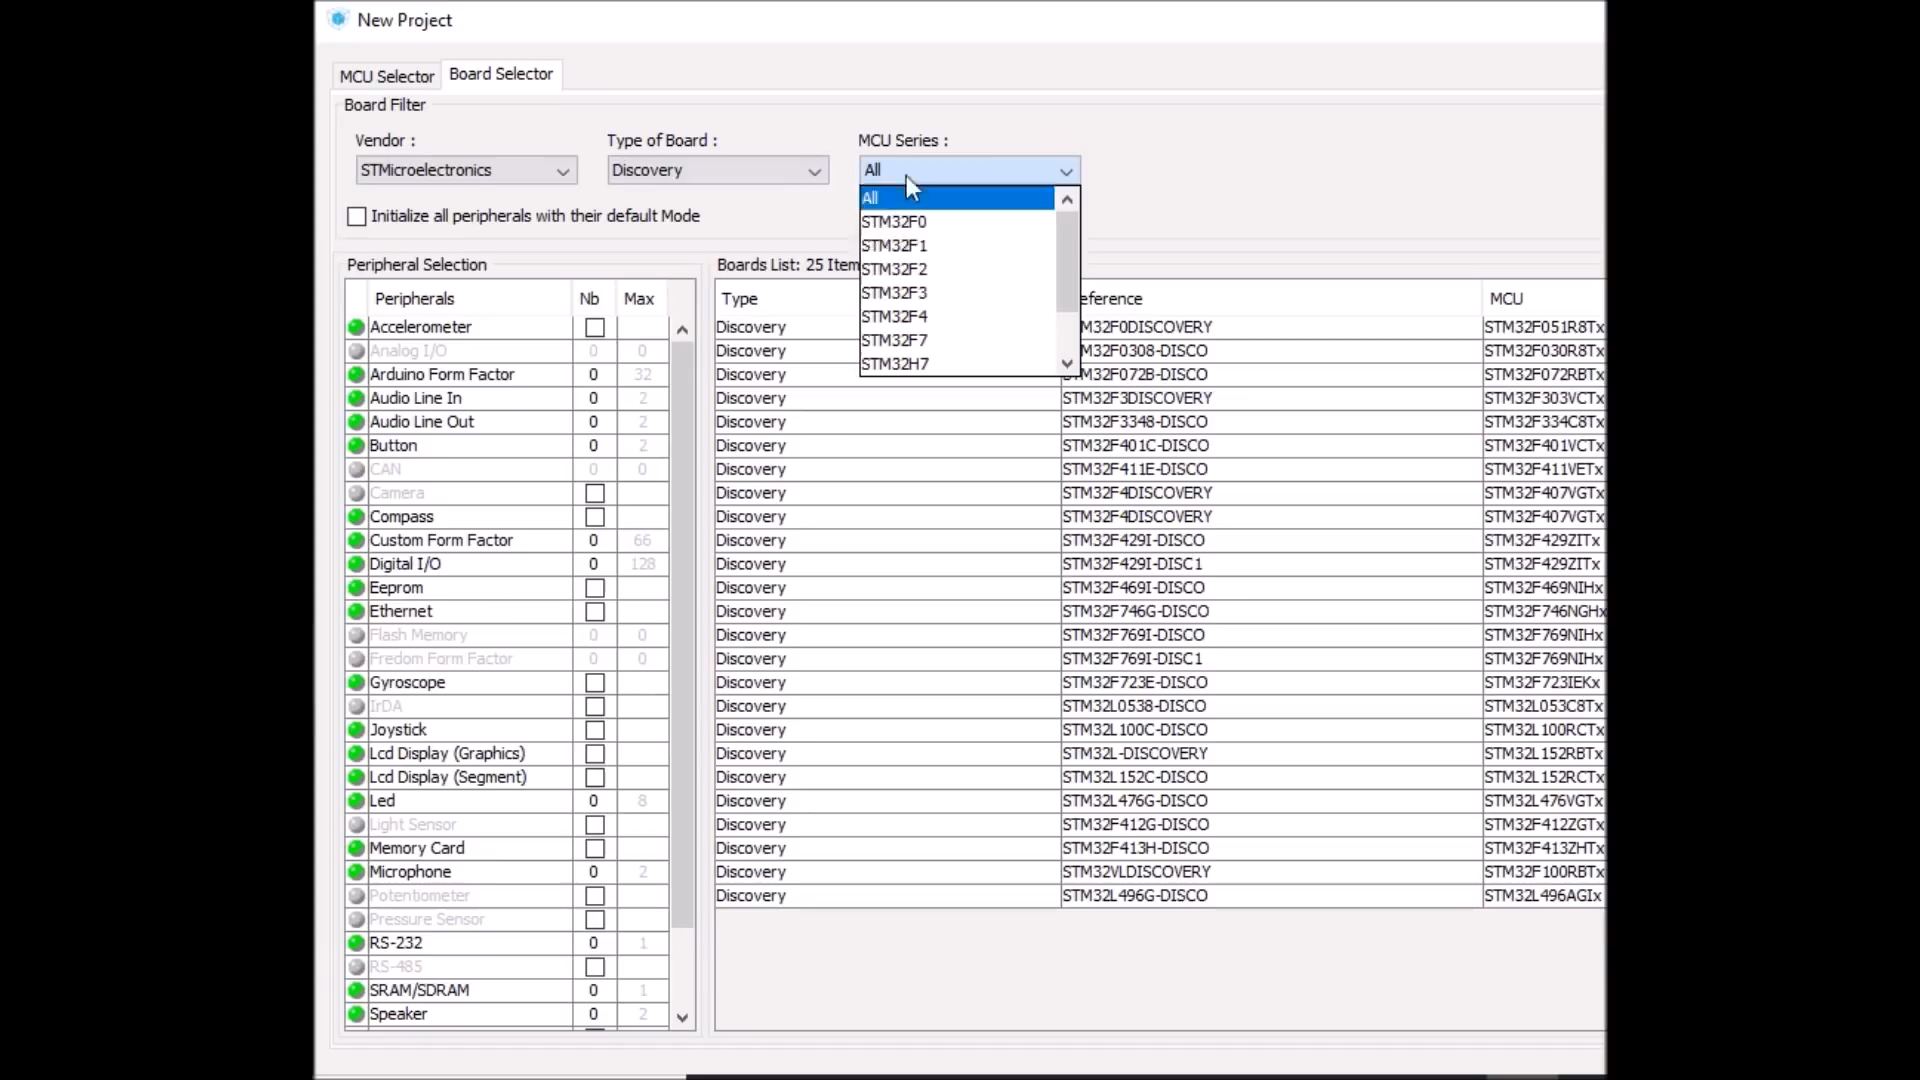 New Project
MCU Selector Board Selector
Board Filter
Vendor : Type of Board : MCU Series :
STMicroelectronics Discovery All
All
STM32F0
STM32F1
STM32F2
STM32F3
STM32F4
STM32F7
STM32H7
Initialize all peripherals with their default Mode
Peripheral Selection
Peripherals Nb Max
Accelerometer
Analog I/O 0 0
Arduino Form Factor 0 32
Audio Line In 0 2
Audio Line Out 0 2
Button 0 2
CAN 0 0
Camera
Compass
Custom Form Factor 0 66
Digital I/O 0 128
Eeprom
Ethernet
Flash Memory 0 0
Fredom Form Factor 0 0
Gyroscope
IrDA
Joystick
Lcd Display (Graphics)
Lcd Display (Segment)
Led 0 8
Light Sensor
Memory Card
Microphone 0 2
Potentiometer
Pressure Sensor
RS-232 0 1
RS-485
SRAM/SDRAM 0 1
Speaker 0 2
Boards List: 25 Item
Type eference MCU
Discovery M32F0DISCOVERY STM32F051R8Tx
Discovery M32F0308-DISCO STM32F030R8Tx
Discovery M32F072B-DISCO STM32F072RBTx
Discovery STM32F3DISCOVERY STM32F303VCTx
Discovery STM32F3348-DISCO STM32F334C8Tx
Discovery STM32F401C-DISCO STM32F401VCTx
Discovery STM32F411E-DISCO STM32F411VETx
Discovery STM32F4DISCOVERY STM32F407VGTx
Discovery STM32F4DISCOVERY STM32F407VGTx
Discovery STM32F429I-DISCO STM32F429ZITx
Discovery STM32F429I-DISC1 STM32F429ZITx
Discovery STM32F469I-DISCO STM32F469NIHx
Discovery STM32F746G-DISCO STM32F746NGHx
Discovery STM32F769I-DISCO STM32F769NIHx
Discovery STM32F769I-DISC1 STM32F769NIHx
Discovery STM32F723E-DISCO STM32F723IEKx
Discovery STM32L0538-DISCO STM32L053C8Tx
Discovery STM32L100C-DISCO STM32L100RCTx
Discovery STM32L-DISCOVERY STM32L152RBTx
Discovery STM32L152C-DISCO STM32L152RCTx
Discovery STM32L476G-DISCO STM32L476VGTx
Discovery STM32F412G-DISCO STM32F412ZGTx
Discovery STM32F413H-DISCO STM32F413ZHTx
Discovery STM32VLDISCOVERY STM32F100RBTx
Discovery STM32L496G-DISCO STM32L496AGIx